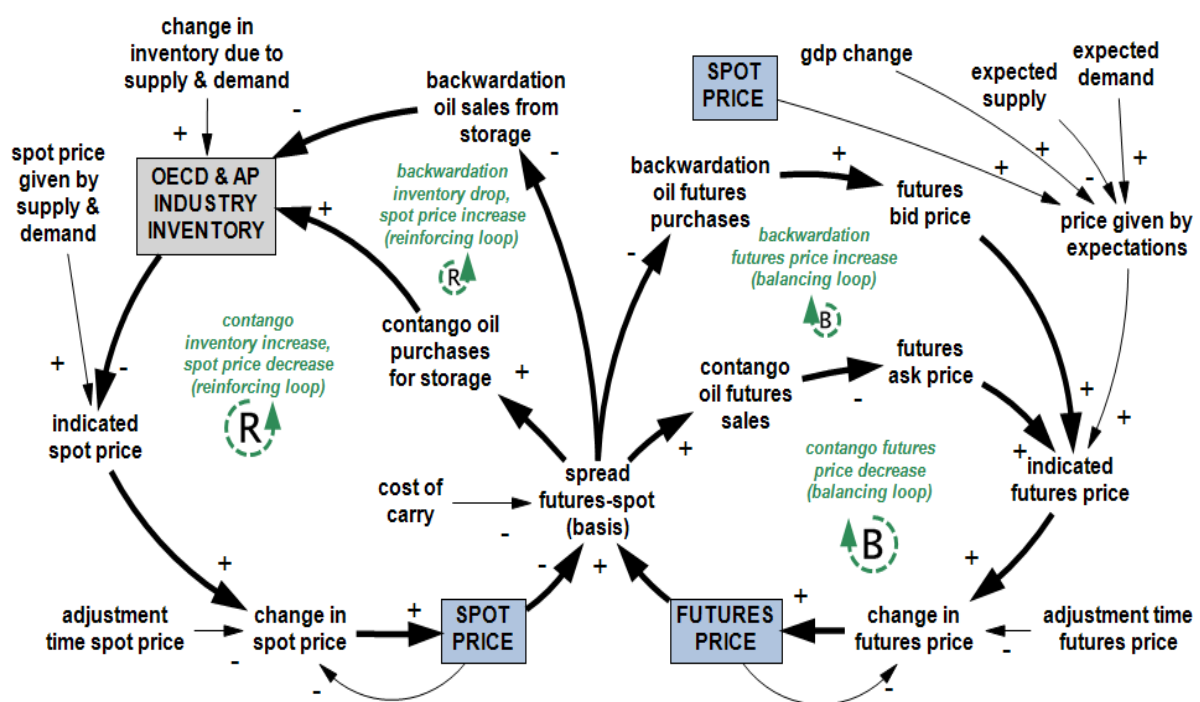 change in
inventory due to
supply & demand
backwardation
oil sales from
storage
SPOT
PRICE
gdp change
expected
supply
expected
demand
-
+
spot price
given by
supply &
demand
OECD & AP
INDUSTRY
INVENTORY
+
backwardation
inventory drop,
spot price increase
(reinforcing loop)
R
-
backwardation
oil futures
purchases
+
futures
bid price
+
+
-
+
price given by
expectations
-
backwardation
futures price increase
(balancing loop)
B
contango
inventory increase,
spot price decrease
(reinforcing loop)
R
contango oil
purchases
for storage
+
contango
oil futures
sales
+
-
futures
ask price
+
-
indicated
spot price
+
+
+
indicated
futures price
contango futures
price decrease
(balancing loop)
B
cost of
carry
-
spread
futures-spot
(basis)
-
+
+
adjustment
time spot price
-
change in
spot price
+
SPOT
PRICE
-
FUTURES
PRICE
+
change in
futures price
+
-
adjustment time
futures price
-